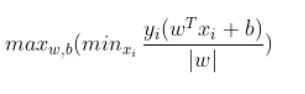 max_{w,b}(min_{x_i} \frac{y_i(w^T x_i + b)}{|w|})